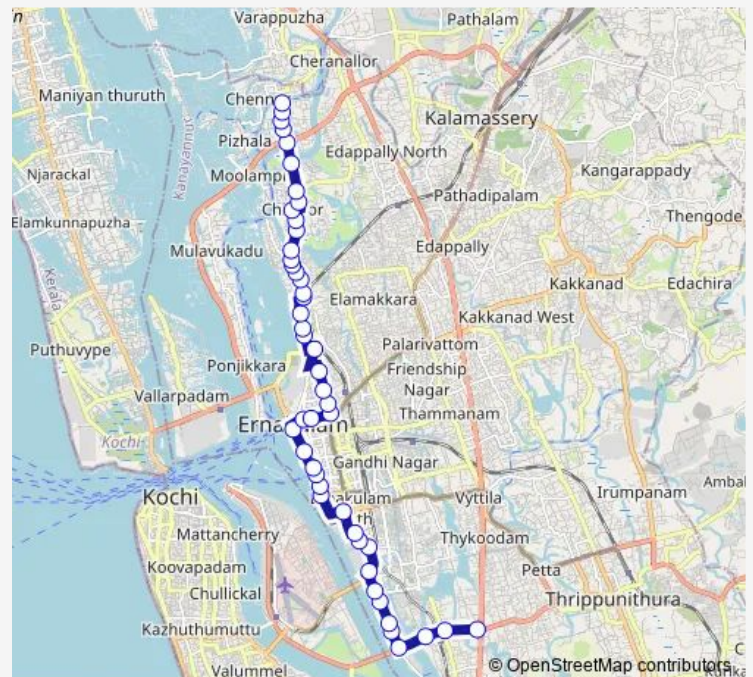 Varappuzha
Pathalam
Cheranallor
Maniyan thuruth
Chenn
Kalamassery
Pizhala
Edappally North
Kanayannur
Njarackal
Moolampi
Kangarappady
Pathadipalam
Elamkunnapuzha
Thengode
Mulavukadu
Edappally
Kerala
Kakkanad
Edachira
Elamakkara
Kakkanad West
Puthuvype
Palarivattom
Ponjikkara
Friendship
Nagar
Vallarpadam
Thammanam
Kochi
Gandhi Nagar
Kochi
Vyttila
Irumpanam
Ambal
Mattancherry
Thykoodam
Koovapadam
Petta
Chullickal
Thrippunithura
Kazhuthumuttu
Valummel
© OpenStreetMap contributors